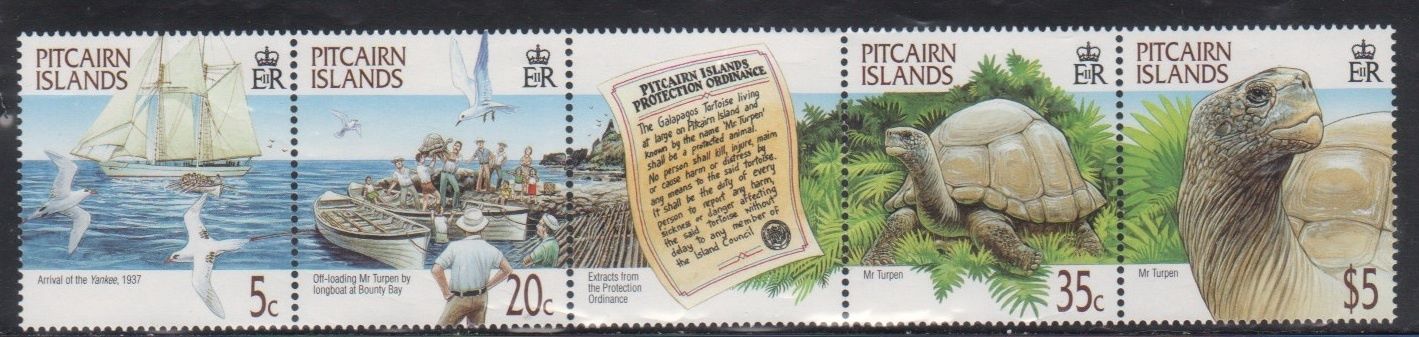 PITCAIRN
ISLANDS
EIIR
Arrival of the Yankee, 1937
5c
PITCAIRN
ISLANDS
EIIR
Off-loading Mr Turpen by
longboat at Bounty Bay
20c
PITCAIRN ISLANDS
PROTECTION ORDINANCE
The Galapagos Tortoise living
at large on Pitcairn Island and
known by the name 'Mr Turpen'
shall be a protected animal.
No person shall kill, injure, maim
or cause harm or distress by
any means to the said tortoise.
It shall be the duty of every
person to report any harm,
sickness or danger affecting
the said tortoise without
delay to any member of
the Island Council
Extracts from
the Protection
Ordinance
PITCAIRN
ISLANDS
EIIR
Mr Turpen
35c
PITCAIRN
ISLANDS
EIIR
Mr Turpen
$5